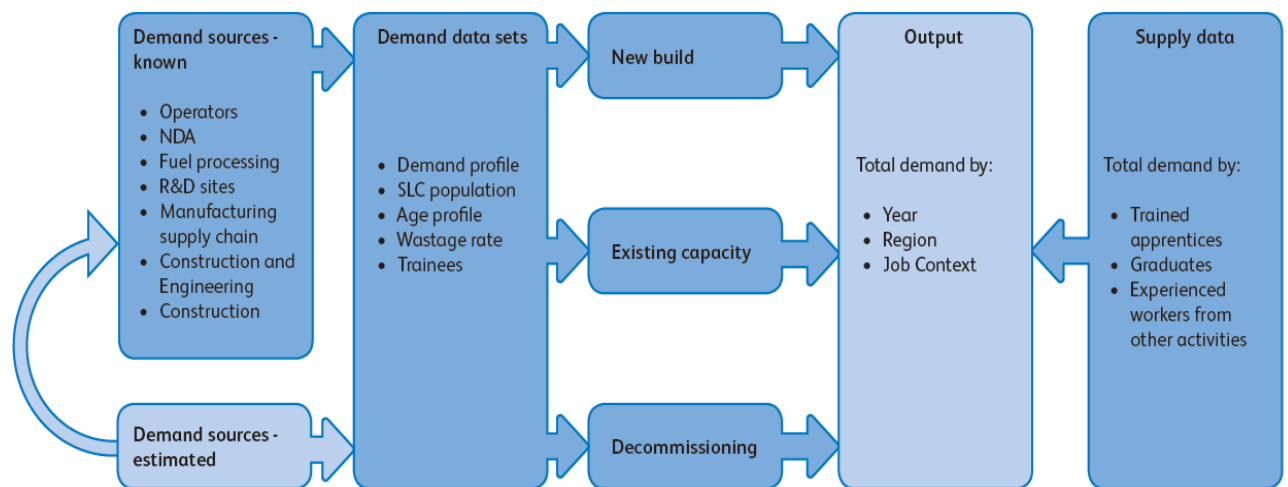 Demand sources -
known
• Operators
• NDA
• Fuel processing
• R&D sites
• Manufacturing
supply chain
• Construction and
Engineering
• Construction
Demand sources -
estimated
Demand data sets
• Demand profile
• SLC population
• Age profile
• Wastage rate
• Trainees
New build
Existing capacity
Decommissioning
Output
Total demand by:
• Year
• Region
• Job Context
Supply data
Total demand by:
• Trained
apprentices
• Graduates
• Experienced
workers from
other activities